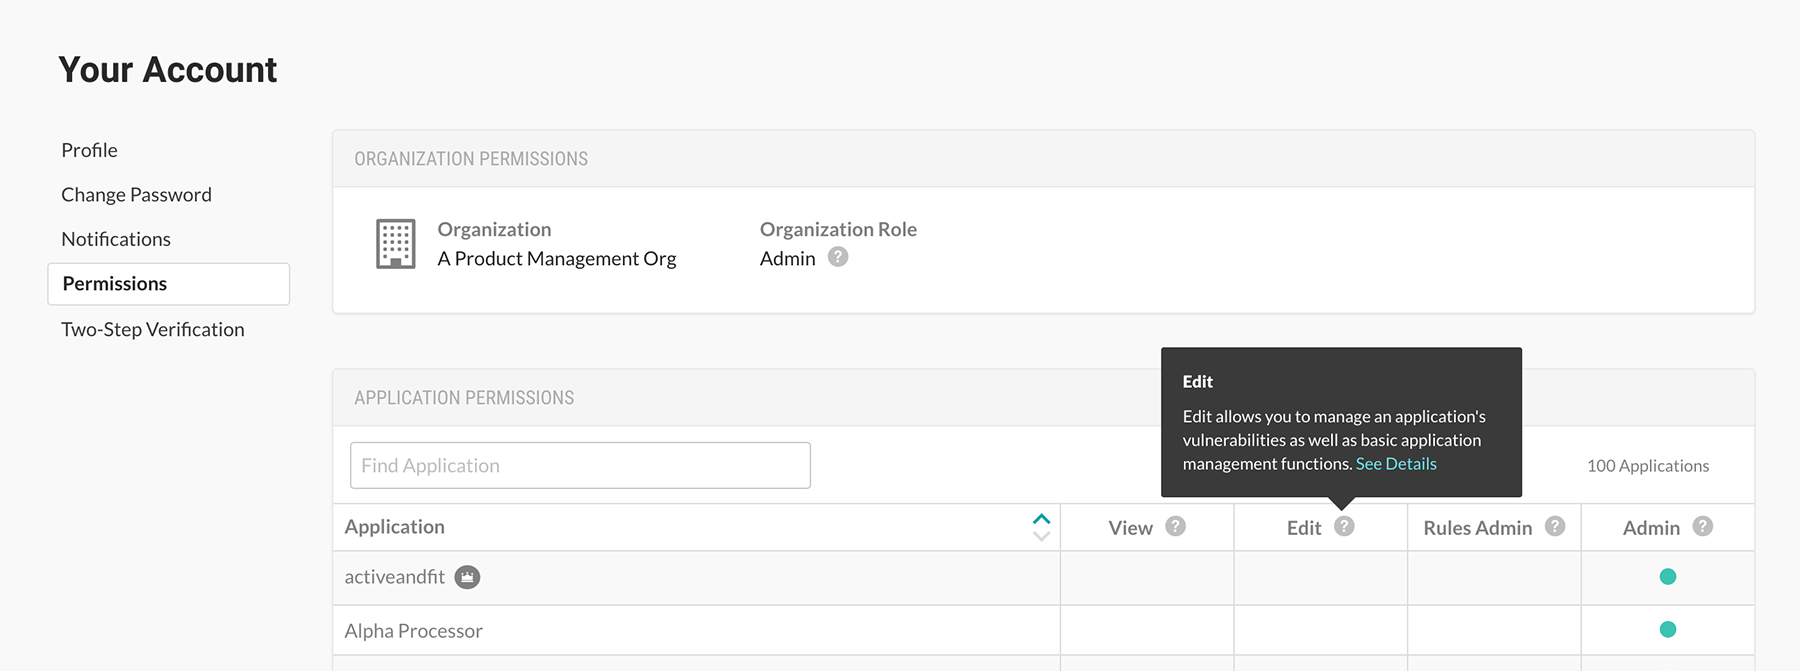 Your Account
Profile
Change Password
Notifications
Permissions
Two-Step Verification
ORGANIZATION PERMISSIONS
Organization
A Product Management Org
Organization Role
Admin ?
APPLICATION PERMISSIONS
Find Application
Edit
Edit allows you to manage an application's
vulnerabilities as well as basic application
management functions. See Details
100 Applications
Application
View ?
Edit ?
Rules Admin ?
Admin ?
activeandfit
Alpha Processor